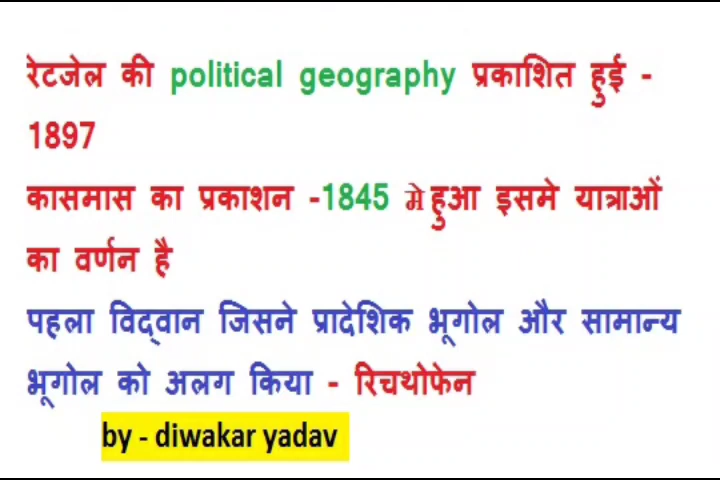 रेटजेल की political geography प्रकाशित हुई -
1897
कासमास का प्रकाशन -1845 मे हुआ इसमे यात्राओं
का वर्णन है
पहला विद्वान जिसने प्रादेशिक भूगोल और सामान्य
भूगोल को अलग किया - रिचथोफेन
by - diwakar yadav